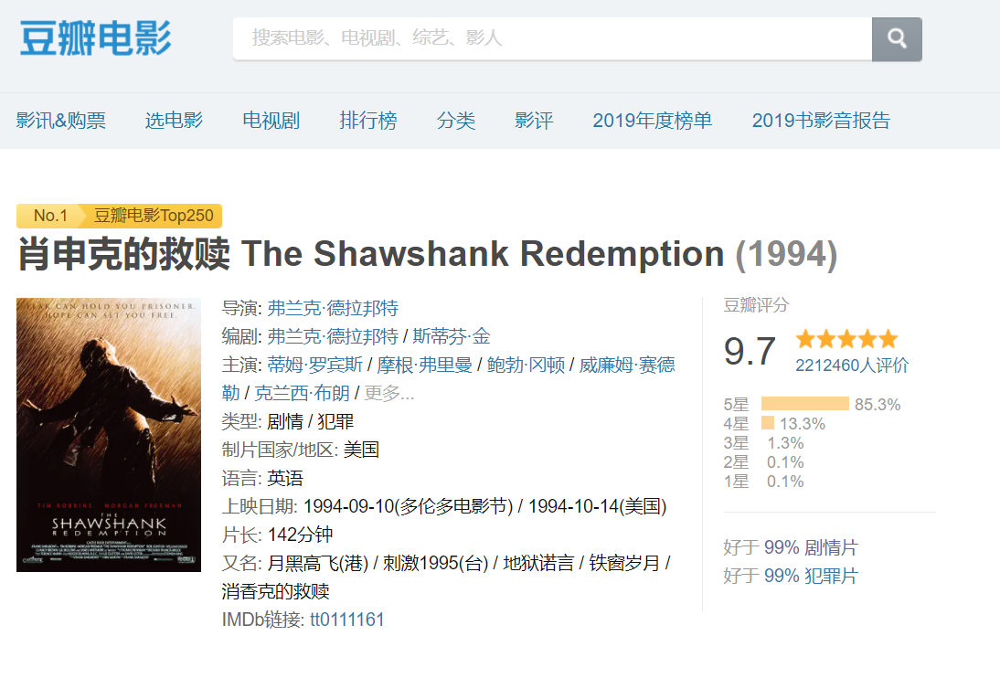 豆瓣电影
搜索电影、电视剧、综艺、影人
影讯&购票 选电影 电视剧 排行榜 分类 影评 2019年度榜单 2019书影音报告
No.1 豆瓣电影Top250
肖申克的救赎 The Shawshank Redemption (1994)
FEAR CAN HOLD YOU PRISONER.
HOPE CAN SET YOU FREE.
TIM ROBBINS MORGAN FREEMAN
THE
SHAWSHANK
REDEMPTION
导演: 弗兰克·德拉邦特
编剧: 弗兰克·德拉邦特 / 斯蒂芬·金
主演: 蒂姆·罗宾斯 / 摩根·弗里曼 / 鲍勃·冈顿 / 威廉姆·赛德
勒 / 克兰西·布朗 / 更多...
类型: 剧情 / 犯罪
制片国家/地区: 美国
语言: 英语
上映日期: 1994-09-10(多伦多电影节) / 1994-10-14(美国)
片长: 142分钟
又名: 月黑高飞(港) / 刺激1995(台) / 地狱诺言 / 铁窗岁月 /
消香克的救赎
IMDb链接: tt0111161
豆瓣评分
9.7
2212460人评价
5星 85.3%
4星 13.3%
3星 1.3%
2星 0.1%
1星 0.1%
好于 99% 剧情片
好于 99% 犯罪片